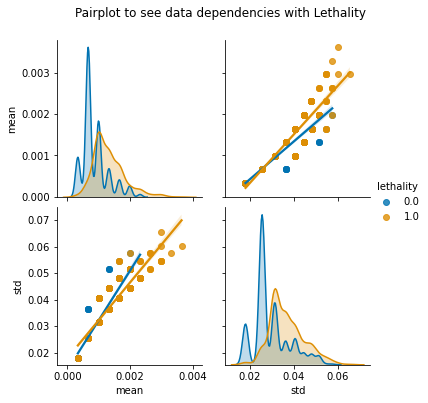 Pairplot to see data dependencies with Lethality
0.003
0.002
0.001
0.000
mean
lethality
0.0
1.0
0.07
0.06
0.05
0.04
0.03
0.02
std
0.000 0.002 0.004
mean
0.02 0.04 0.06
std